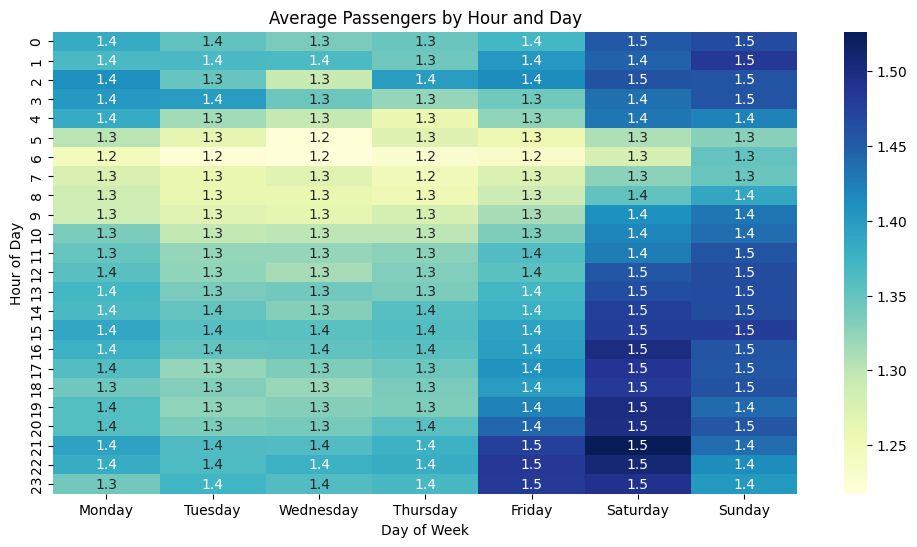 Average Passengers by Hour and Day
0 1.4 1.4 1.3 1.3 1.4 1.5 1.5
1 1.4 1.4 1.4 1.3 1.4 1.4 1.5
2 1.4 1.3 1.3 1.4 1.4 1.5 1.5
3 1.4 1.4 1.3 1.3 1.3 1.4 1.5
4 1.4 1.3 1.3 1.3 1.3 1.4 1.4
5 1.3 1.3 1.2 1.3 1.3 1.3 1.3
6 1.2 1.2 1.2 1.2 1.2 1.3 1.3
7 1.3 1.3 1.3 1.2 1.3 1.3 1.3
8 1.3 1.3 1.3 1.3 1.3 1.4 1.4
9 1.3 1.3 1.3 1.3 1.3 1.4 1.4
10 1.3 1.3 1.3 1.3 1.3 1.4 1.4
11 1.3 1.3 1.3 1.3 1.4 1.4 1.5
12 1.4 1.3 1.3 1.3 1.4 1.5 1.5
13 1.4 1.3 1.3 1.3 1.4 1.5 1.5
14 1.4 1.4 1.3 1.4 1.4 1.5 1.5
15 1.4 1.4 1.4 1.4 1.4 1.5 1.5
16 1.4 1.4 1.4 1.4 1.4 1.5 1.5
17 1.4 1.3 1.3 1.3 1.4 1.5 1.5
18 1.3 1.3 1.3 1.3 1.4 1.5 1.5
19 1.4 1.3 1.3 1.3 1.4 1.5 1.4
20 1.4 1.3 1.3 1.4 1.4 1.5 1.4
21 1.4 1.4 1.4 1.4 1.5 1.5 1.4
22 1.4 1.4 1.4 1.4 1.5 1.5 1.4
23 1.3 1.4 1.4 1.4 1.5 1.5 1.4
Hour of Day
Monday Tuesday Wednesday Thursday Friday Saturday Sunday
Day of Week
1.50
1.45
1.40
1.35
1.30
1.25